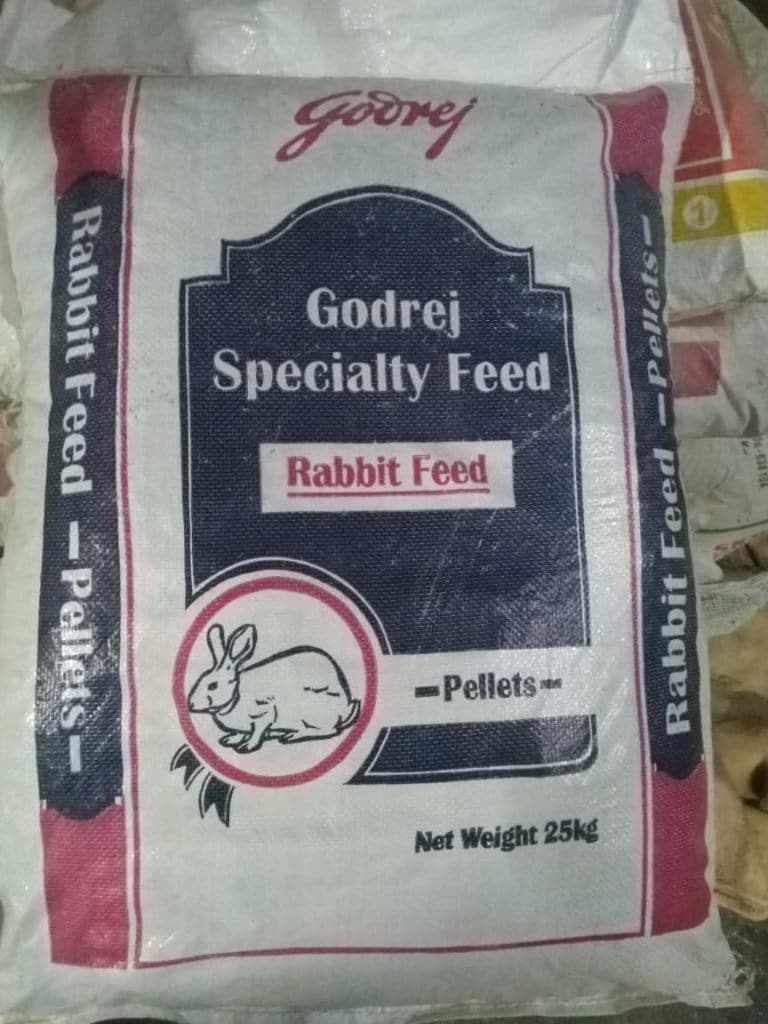 Godrej
Godrej
Specialty Feed
Rabbit Feed
-Pellets-
Net Weight 25kg
Rabbit Feed -Pellets-
Rabbit Feed -Pellets-